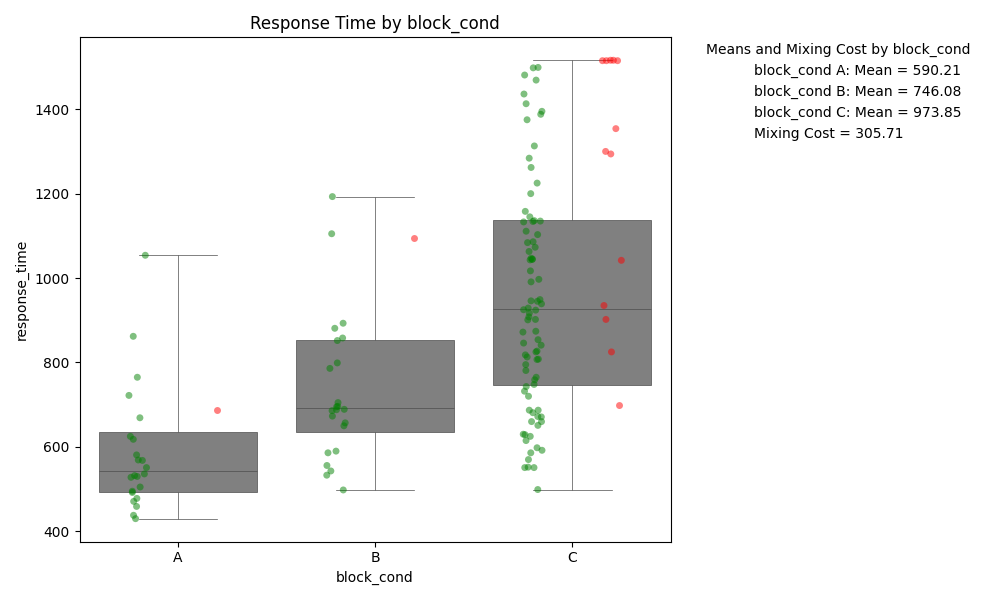 Response Time by block_cond
Means and Mixing Cost by block_cond
block_cond A: Mean = 590.21
block_cond B: Mean = 746.08
block_cond C: Mean = 973.85
Mixing Cost = 305.71
response_time
1400
1200
1000
800
600
400
A
B
C
block_cond